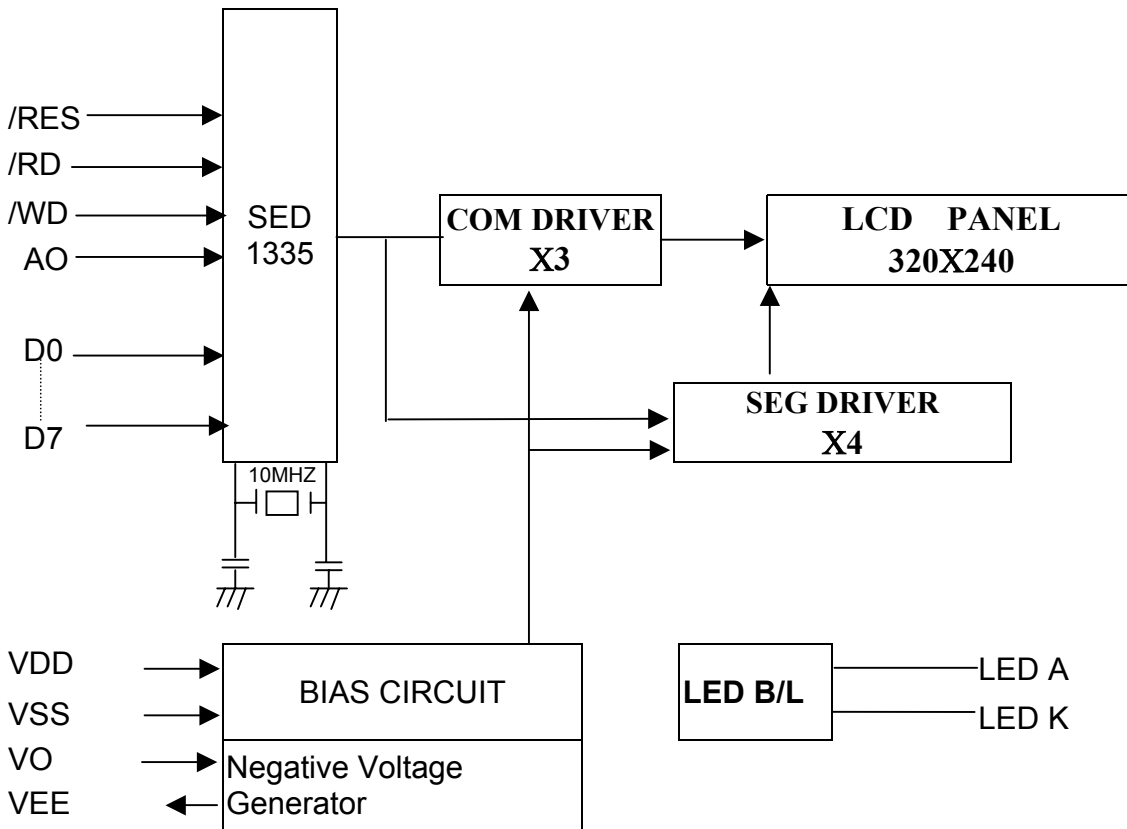 /RES
/RD
/WD
AO
D0
D7
SED
1335
10MHZ
COM DRIVER
X3
LCD PANEL
320X240
SEG DRIVER
X4
VDD
VSS
VO
VEE
BIAS CIRCUIT
Negative Voltage
Generator
LED B/L
LED A
LED K